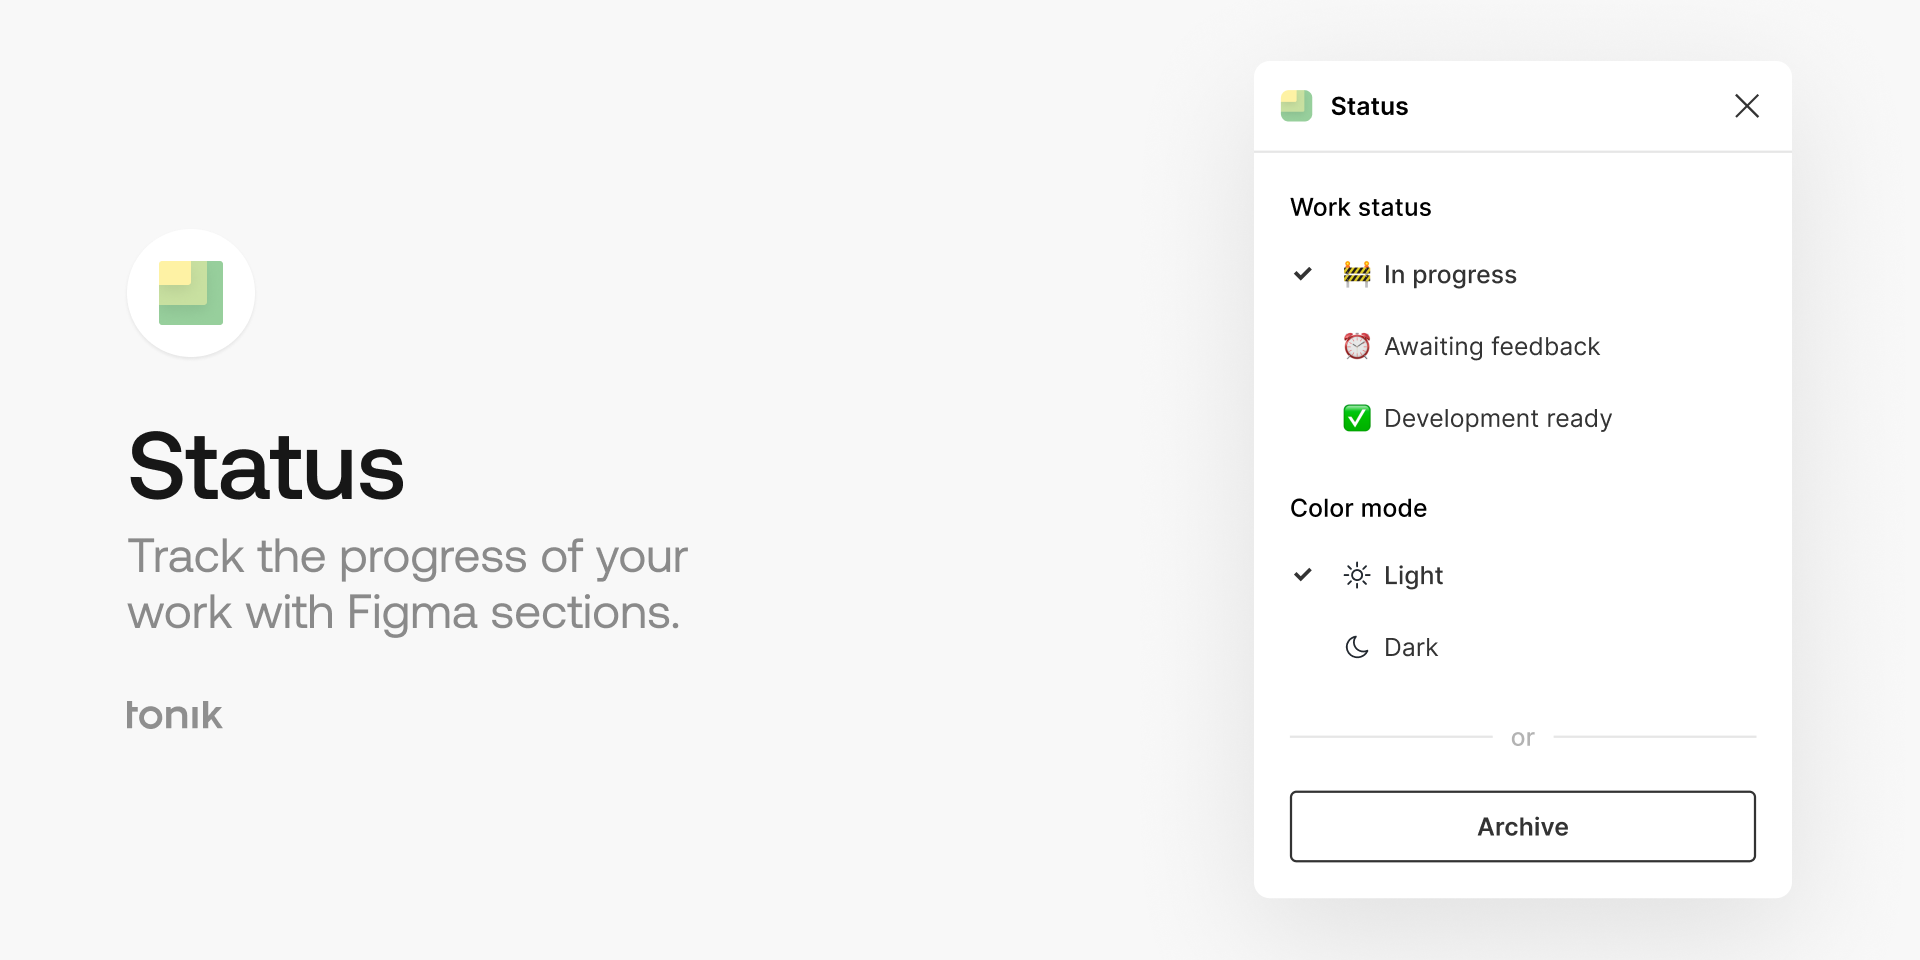 Status
Track the progress of your
work with Figma sections.
tonik
Status
Work status
In progress
Awaiting feedback
Development ready
Color mode
Light
Dark
or
Archive